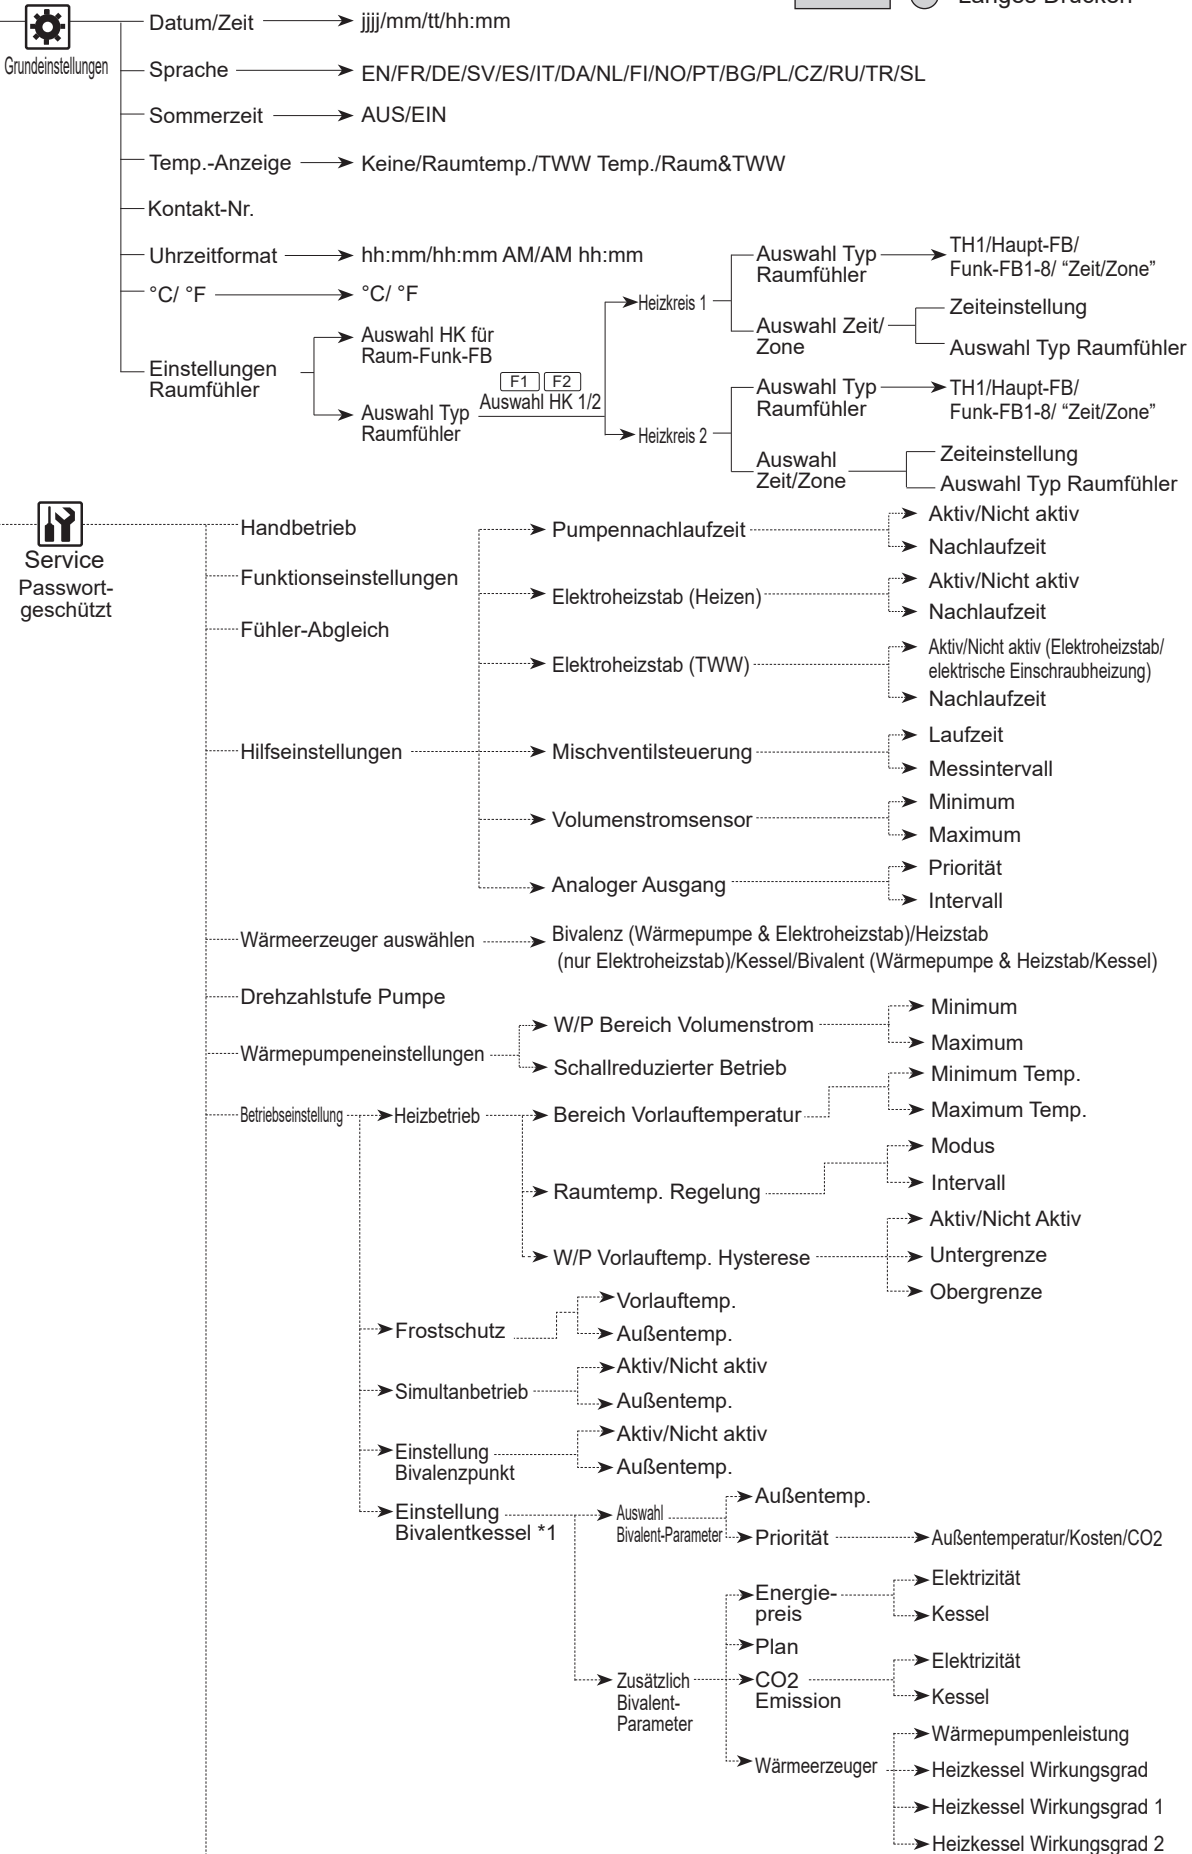 Langes Drücken
Grundeinstellungen
Datum/Zeit
jjjj/mm/tt/hh:mm
Sprache
EN/FR/DE/SV/ES/IT/DA/NL/FI/NO/PT/BG/PL/CZ/RU/TR/SL
Sommerzeit
AUS/EIN
Temp.-Anzeige
Keine/Raumtemp./TWW Temp./Raum&TWW
Kontakt-Nr.
Uhrzeitformat
hh:mm/hh:mm AM/AM hh:mm
°C/ °F
°C/ °F
Einstellungen
Raumfühler
Auswahl HK für
Raum-Funk-FB
Auswahl Typ
Raumfühler
F1 F2
Auswahl HK 1/2
Heizkreis 1
Auswahl Typ
Raumfühler
TH1/Haupt-FB/
Funk-FB1-8/ “Zeit/Zone”
Auswahl Zeit/
Zone
Zeiteinstellung
Auswahl Typ Raumfühler
Heizkreis 2
Auswahl Typ
Raumfühler
TH1/Haupt-FB/
Funk-FB1-8/ “Zeit/Zone”
Auswahl
Zeit/Zone
Zeiteinstellung
Auswahl Typ Raumfühler
Service
Passwort-
geschützt
Handbetrieb
Funktionseinstellungen
Fühler-Abgleich
Hilfseinstellungen
Pumpennachlaufzeit
Aktiv/Nicht aktiv
Nachlaufzeit
Elektroheizstab (Heizen)
Aktiv/Nicht aktiv
Nachlaufzeit
Elektroheizstab (TWW)
Aktiv/Nicht aktiv (Elektroheizstab/
elektrische Einschraubheizung)
Nachlaufzeit
Mischventilsteuerung
Laufzeit
Messintervall
Volumenstromsensor
Minimum
Maximum
Analoger Ausgang
Priorität
Intervall
Wärmeerzeuger auswählen
Bivalenz (Wärmepumpe & Elektroheizstab)/Heizstab
(nur Elektroheizstab)/Kessel/Bivalent (Wärmepumpe & Heizstab/Kessel)
Drehzahlstufe Pumpe
Wärmepumpeneinstellungen
W/P Bereich Volumenstrom
Minimum
Maximum
Schallreduzierter Betrieb
Betriebseinstellung
Heizbetrieb
Bereich Vorlauftemperatur
Minimum Temp.
Maximum Temp.
Raumtemp. Regelung
Modus
Intervall
W/P Vorlauftemp. Hysterese
Aktiv/Nicht Aktiv
Untergrenze
Obergrenze
Frostschutz
Vorlauftemp.
Außentemp.
Simultanbetrieb
Aktiv/Nicht aktiv
Außentemp.
Einstellung
Bivalenzpunkt
Aktiv/Nicht aktiv
Außentemp.
Einstellung
Bivalentkessel *1
Auswahl
Bivalent-Parameter
Außentemp.
Priorität
Außentemperatur/Kosten/CO2
Zusätzlich
Bivalent-
Parameter
Energie-
preis
Elektrizität
Kessel
Plan
CO2
Emission
Elektrizität
Kessel
Wärmeerzeuger
Wärmepumpenleistung
Heizkessel Wirkungsgrad
Heizkessel Wirkungsgrad 1
Heizkessel Wirkungsgrad 2